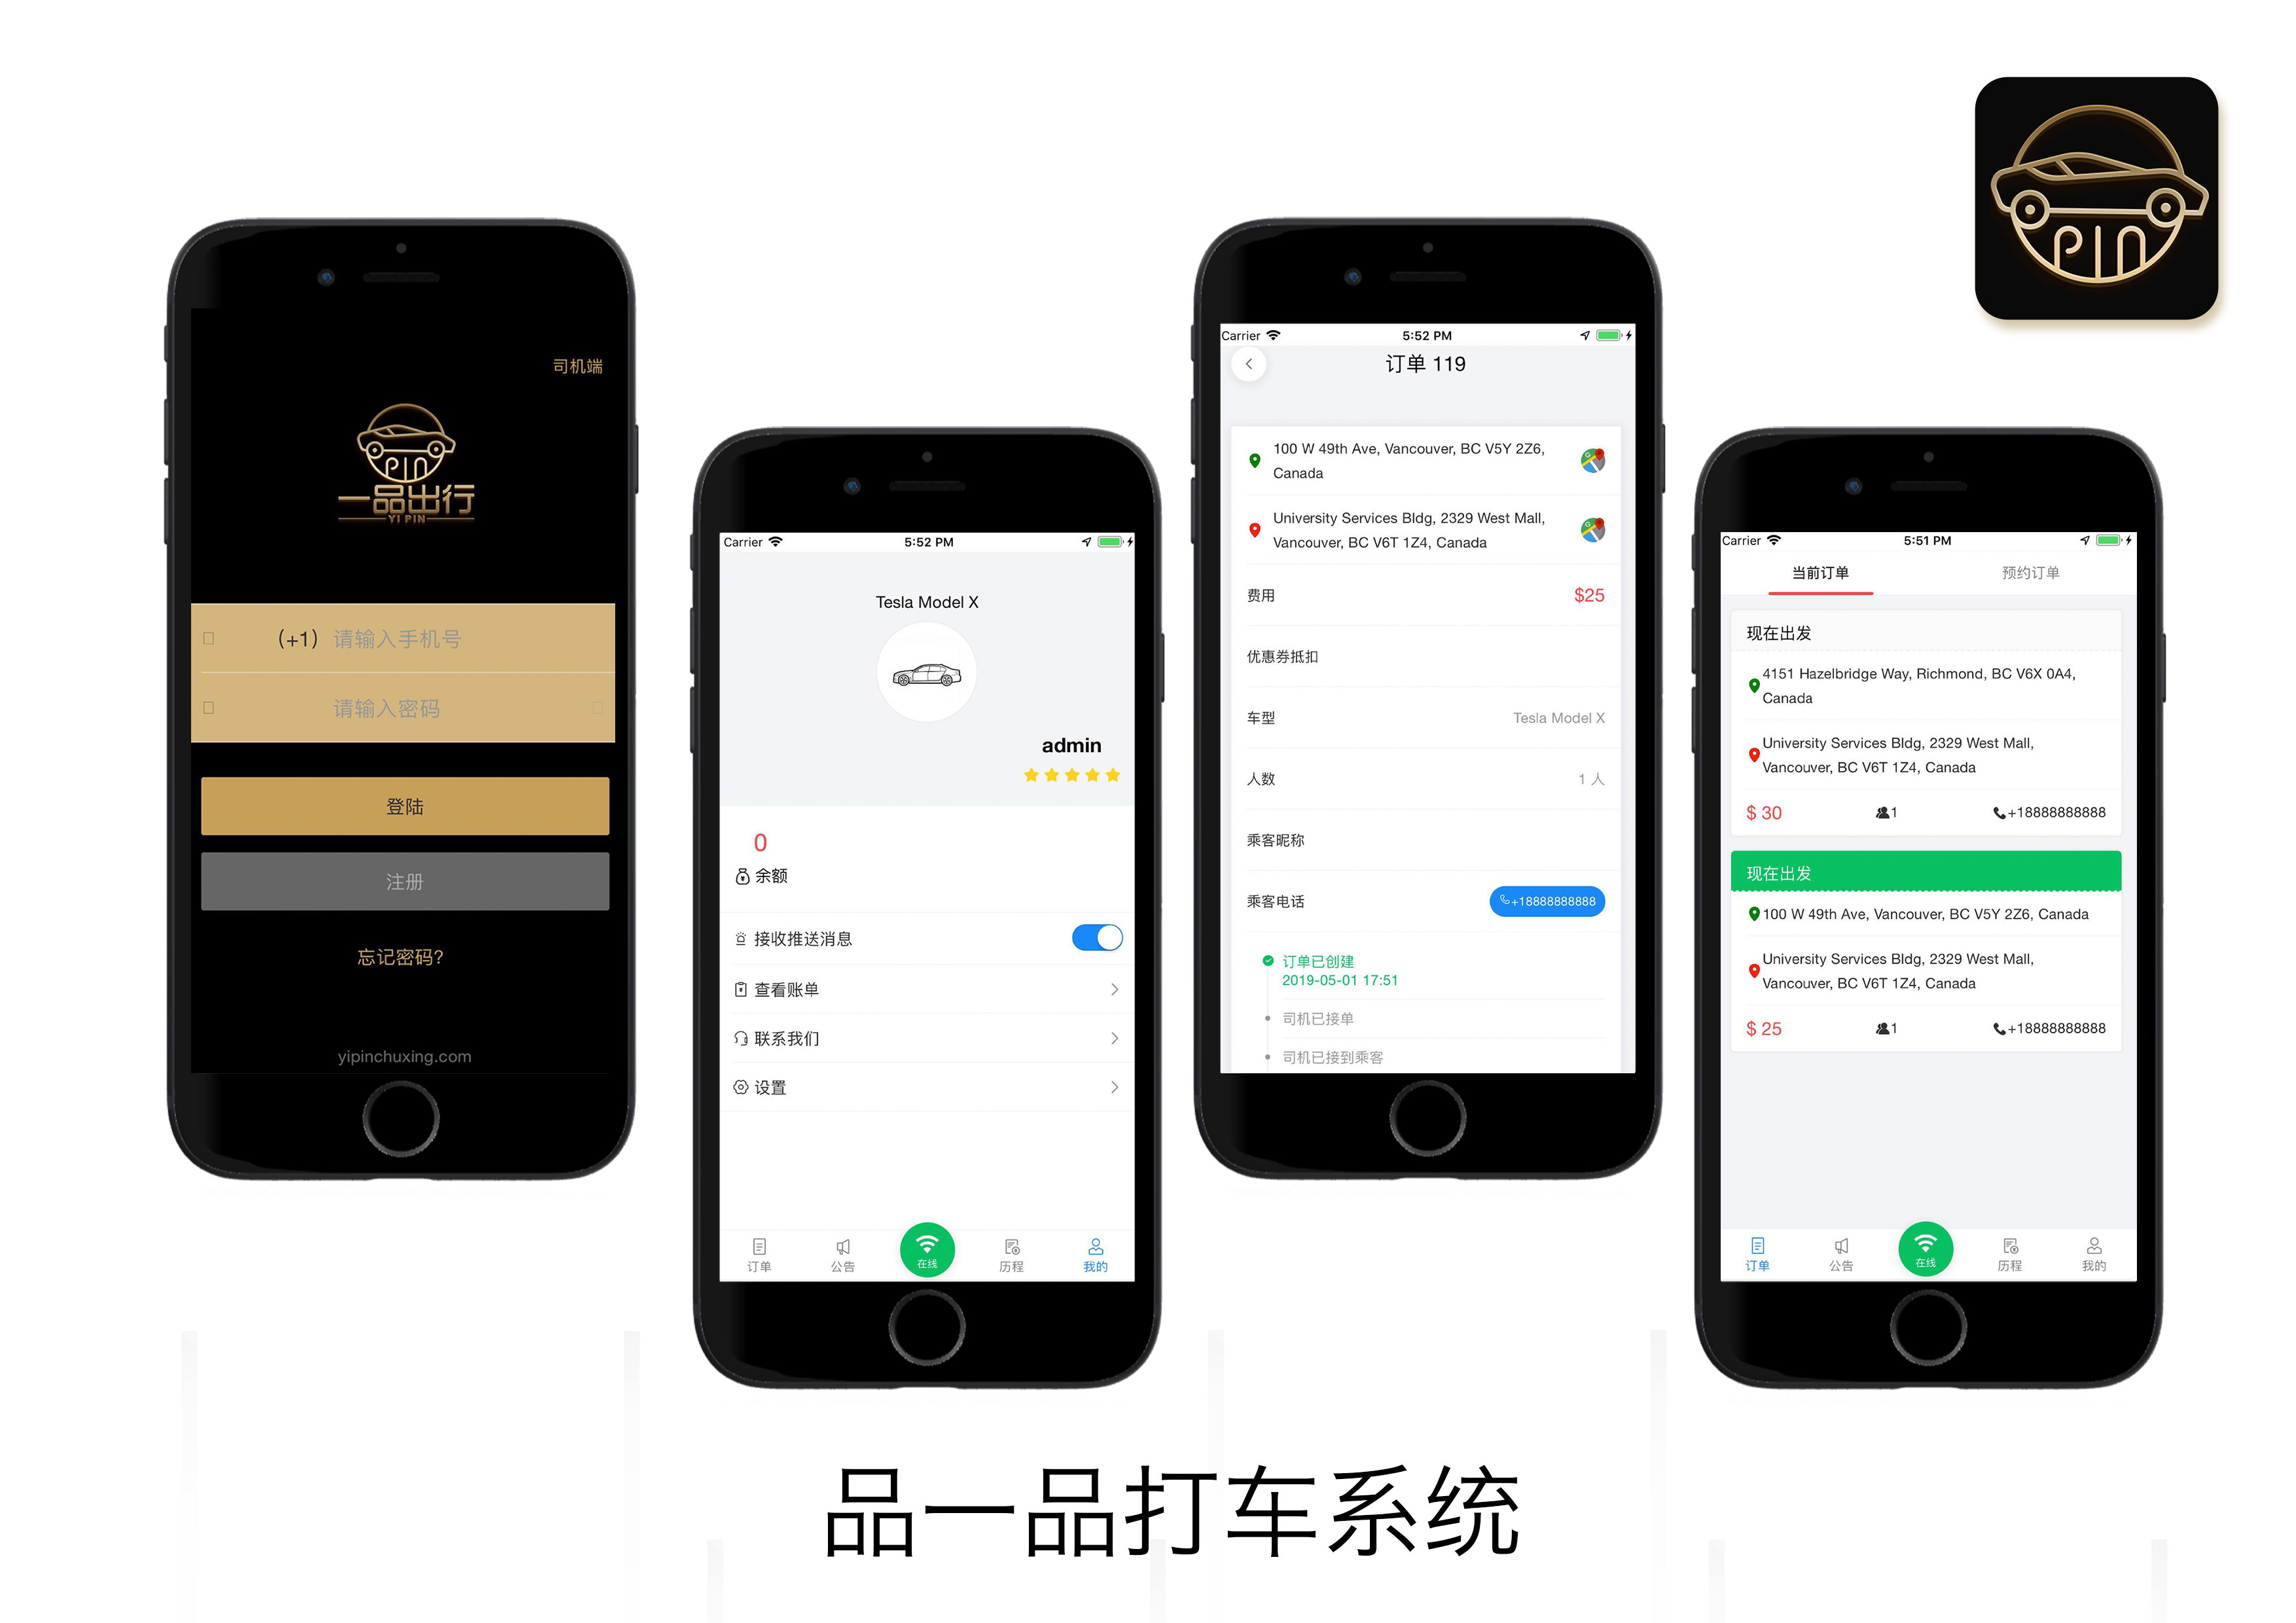 PIN
司机端
PIN
一品出行
YI PIN
(+1) 请输入手机号
请输入密码
登陆
注册
忘记密码?
yipinchuxing.com
Carrier 5:52 PM
Tesla Model X
admin
0
余额
接收推送消息
查看账单
联系我们
设置
订单 公告 在线 历程 我的
Carrier 5:52 PM
订单 119
100 W 49th Ave, Vancouver, BC V5Y 2Z6,
Canada
University Services Bldg, 2329 West Mall,
Vancouver, BC V6T 1Z4, Canada
费用 $25
优惠券抵扣
车型 Tesla Model X
人数 1 人
乘客昵称
乘客电话 +18888888888
订单已创建
2019-05-01 17:51
司机已接单
司机已接到乘客
Carrier 5:51 PM
当前订单 预约订单
现在出发
4151 Hazelbridge Way, Richmond, BC V6X 0A4,
Canada
University Services Bldg, 2329 West Mall,
Vancouver, BC V6T 1Z4, Canada
$ 30 1 +18888888888
现在出发
100 W 49th Ave, Vancouver, BC V5Y 2Z6, Canada
University Services Bldg, 2329 West Mall,
Vancouver, BC V6T 1Z4, Canada
$ 25 1 +18888888888
订单 公告 在线 历程 我的
品一品打车系统